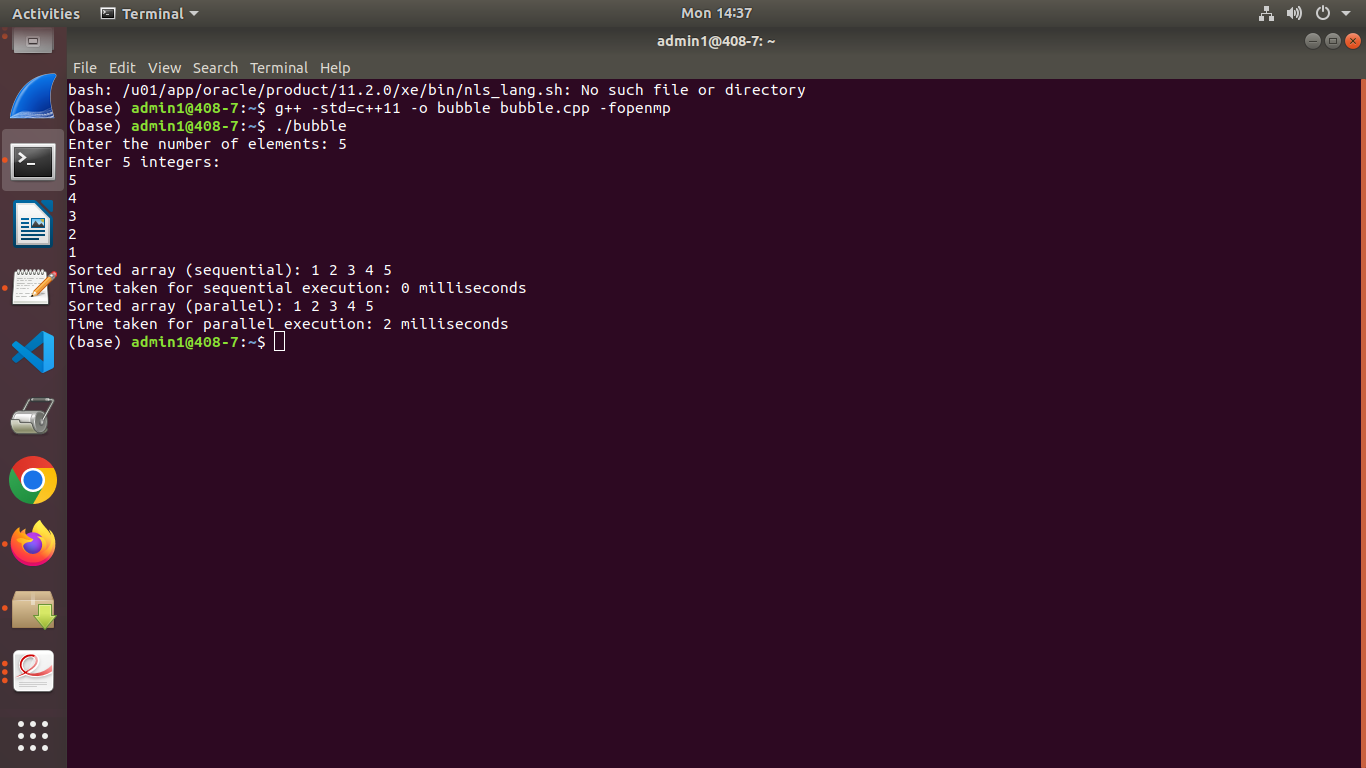 Activities Terminal Mon 14:37
admin1@408-7: ~
File Edit View Search Terminal Help
bash: /u01/app/oracle/product/11.2.0/xe/bin/nls_lang.sh: No such file or directory
(base) admin1@408-7:~$ g++ -std=c++11 -o bubble bubble.cpp -fopenmp
(base) admin1@408-7:~$ ./bubble
Enter the number of elements: 5
Enter 5 integers:
5
4
3
2
1
Sorted array (sequential): 1 2 3 4 5
Time taken for sequential execution: 0 milliseconds
Sorted array (parallel): 1 2 3 4 5
Time taken for parallel execution: 2 milliseconds
(base) admin1@408-7:~$